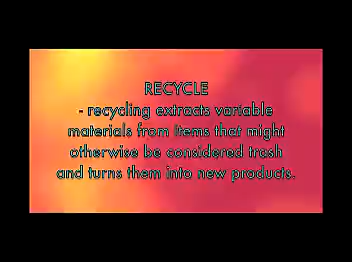 RECYCLE
- recycling extracts variable
materials from items that might
otherwise be considered trash
and turns them into new products.